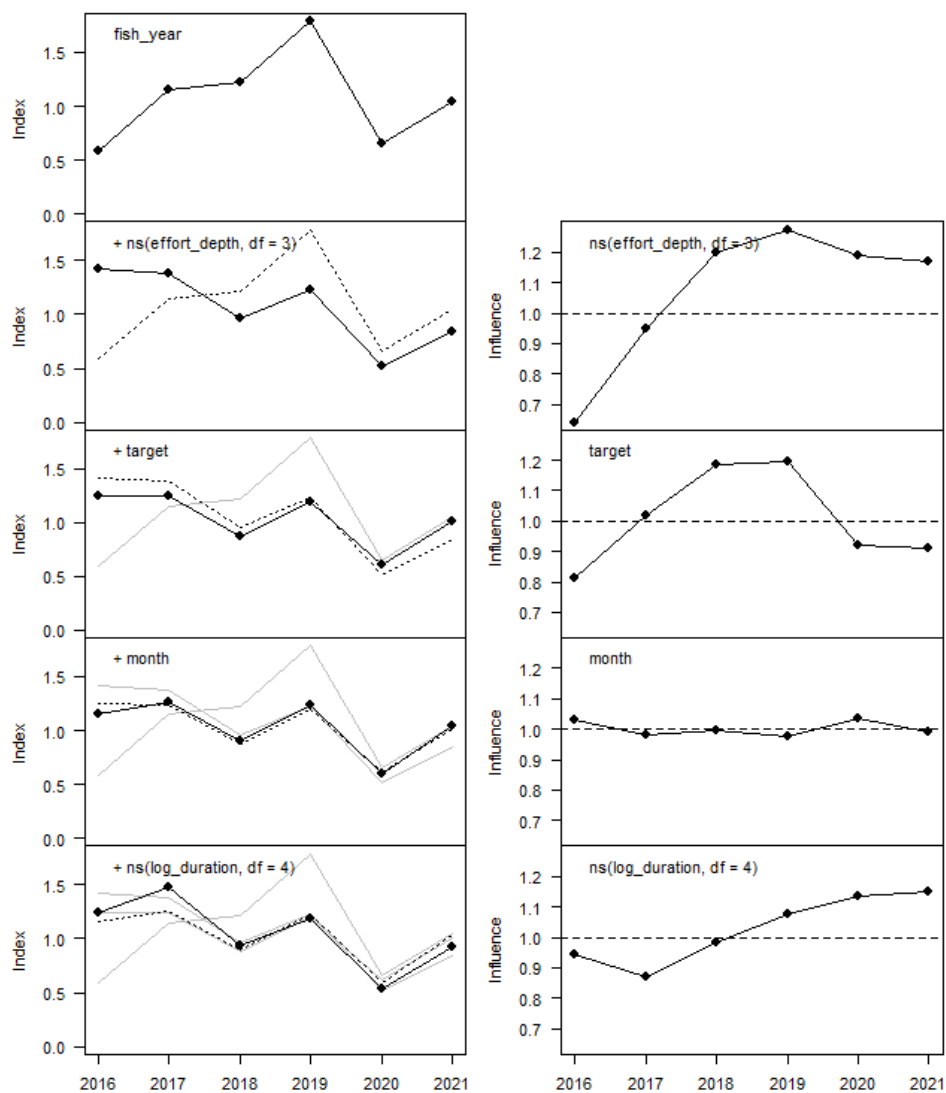 fish_year
Index
1.5
1.0
0.5
0.0
+ ns(effort_depth, df = 3)
Index
1.5
1.0
0.5
0.0
ns(effort_depth, df = 3)
Influence
1.2
1.1
1.0
0.9
0.8
0.7
+ target
Index
1.5
1.0
0.5
0.0
target
Influence
1.2
1.1
1.0
0.9
0.8
0.7
+ month
Index
1.5
1.0
0.5
0.0
month
Influence
1.2
1.1
1.0
0.9
0.8
0.7
+ ns(log_duration, df = 4)
Index
1.5
1.0
0.5
0.0
2016 2017 2018 2019 2020 2021
ns(log_duration, df = 4)
Influence
1.2
1.1
1.0
0.9
0.8
0.7
2016 2017 2018 2019 2020 2021